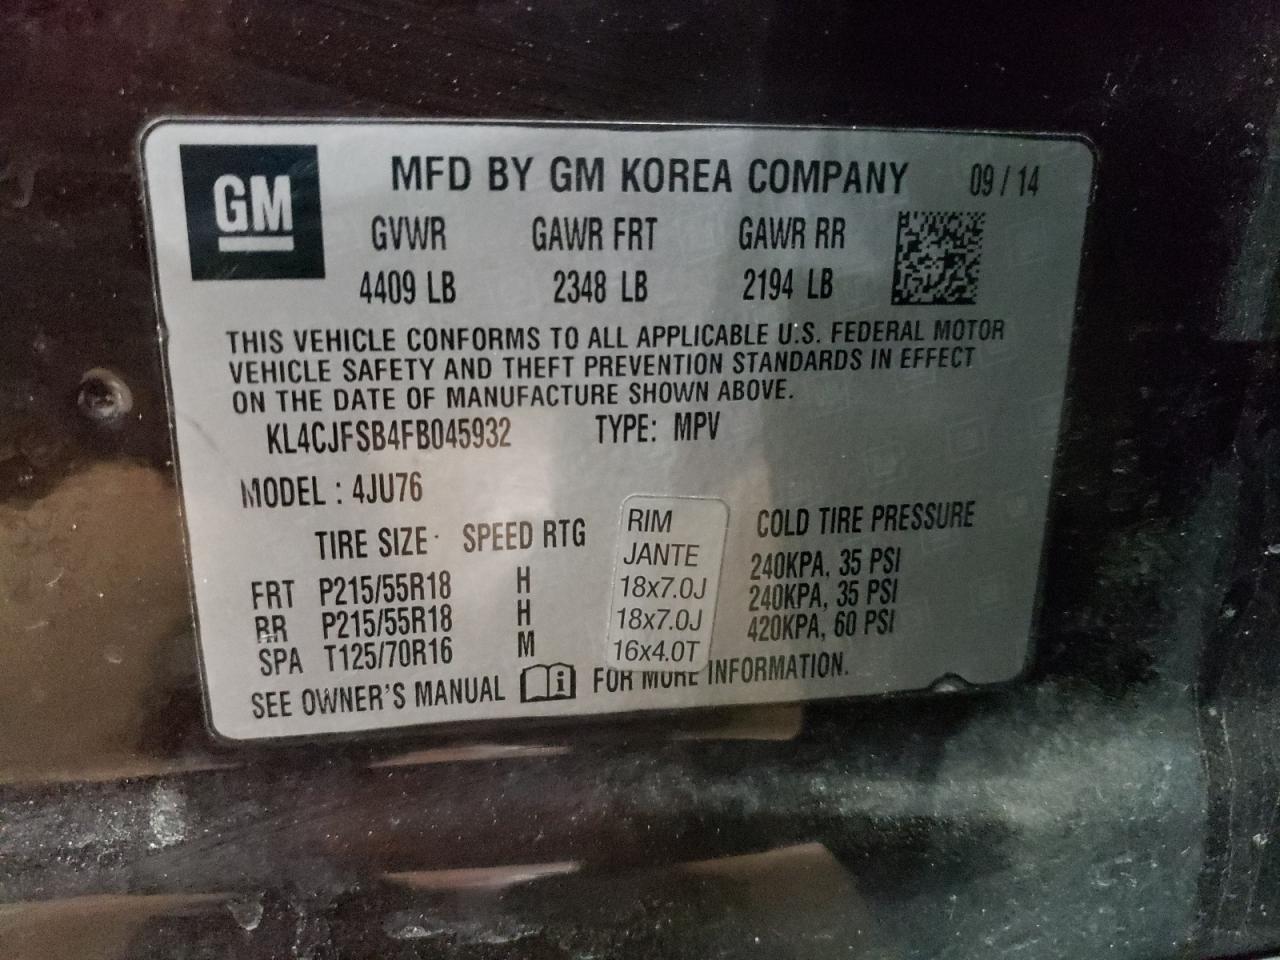 GM
MFD BY GM KOREA COMPANY 09 / 14
GVWR GAWR FRT GAWR RR
4409 LB 2348 LB 2194 LB
THIS VEHICLE CONFORMS TO ALL APPLICABLE U.S. FEDERAL MOTOR
VEHICLE SAFETY AND THEFT PREVENTION STANDARDS IN EFFECT
ON THE DATE OF MANUFACTURE SHOWN ABOVE.
KL4CJFSB4FB045932 TYPE: MPV
MODEL : 4JU76
TIRE SIZE SPEED RTG RIM JANTE COLD TIRE PRESSURE
FRT P215/55R18 H 18x7.0J 240KPA, 35 PSI
RR P215/55R18 H 18x7.0J 240KPA, 35 PSI
SPA T125/70R16 M 16x4.0T 420KPA, 60 PSI
SEE OWNER'S MANUAL FOR MORE INFORMATION.